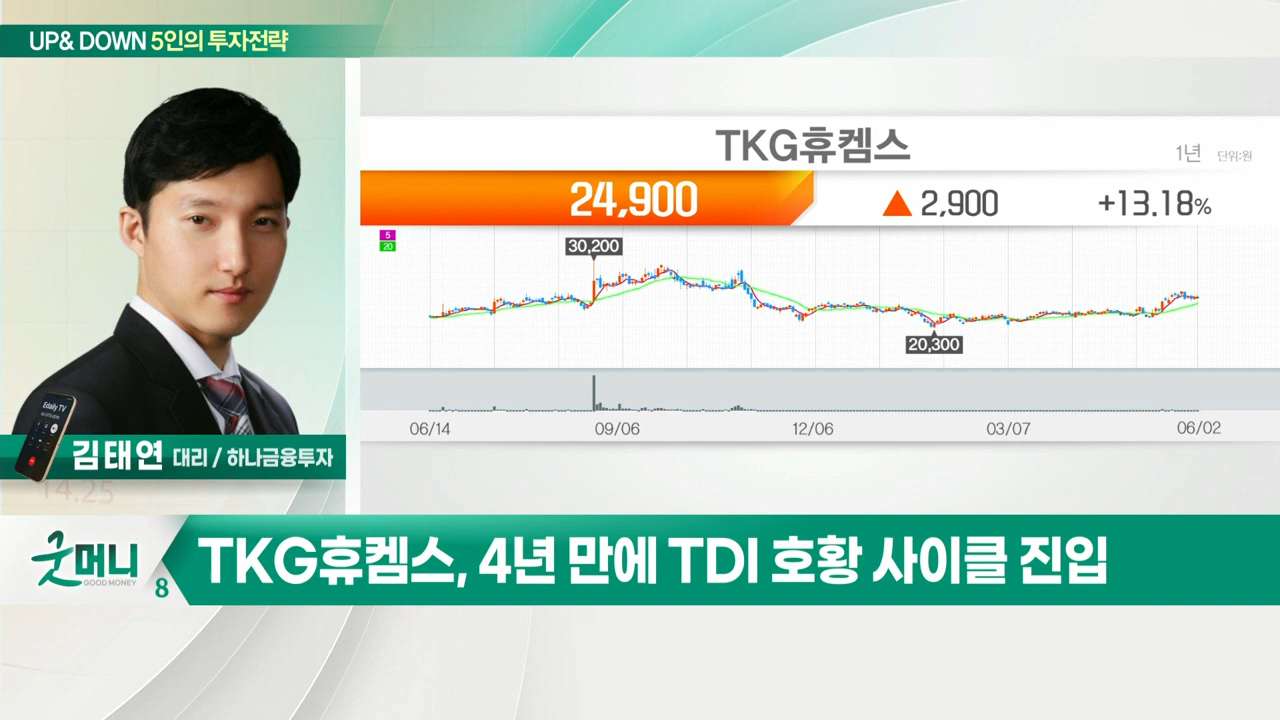 UP& DOWN 5인의 투자전략
TKG휴켐스
1년 단위:원
24,900 ▲ 2,900 +13.18%
5
20
30,200
20,300
06/14 09/06 12/06 03/07 06/02
Edaily TV
김태연 대리 / 하나금융투자
14.25
굿머니
GOOD MONEY
8
TKG휴켐스, 4년 만에 TDI 호황 사이클 진입